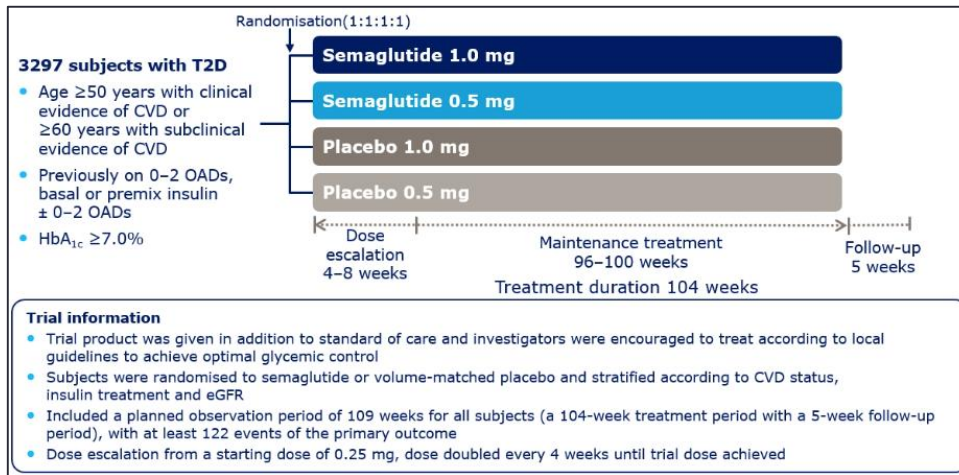 Randomisation(1:1:1:1)
3297 subjects with T2D
• Age ≥50 years with clinical
evidence of CVD or
≥60 years with subclinical
evidence of CVD
• Previously on 0–2 OADs,
basal or premix insulin
± 0–2 OADs
• HbA1c ≥7.0%
Semaglutide 1.0 mg
Semaglutide 0.5 mg
Placebo 1.0 mg
Placebo 0.5 mg
Dose
escalation
4–8 weeks
Maintenance treatment
96–100 weeks
Treatment duration 104 weeks
Follow-up
5 weeks
Trial information
• Trial product was given in addition to standard of care and investigators were encouraged to treat according to local
guidelines to achieve optimal glycemic control
• Subjects were randomised to semaglutide or volume-matched placebo and stratified according to CVD status,
insulin treatment and eGFR
• Included a planned observation period of 109 weeks for all subjects (a 104-week treatment period with a 5-week follow-up
period), with at least 122 events of the primary outcome
• Dose escalation from a starting dose of 0.25 mg, dose doubled every 4 weeks until trial dose achieved